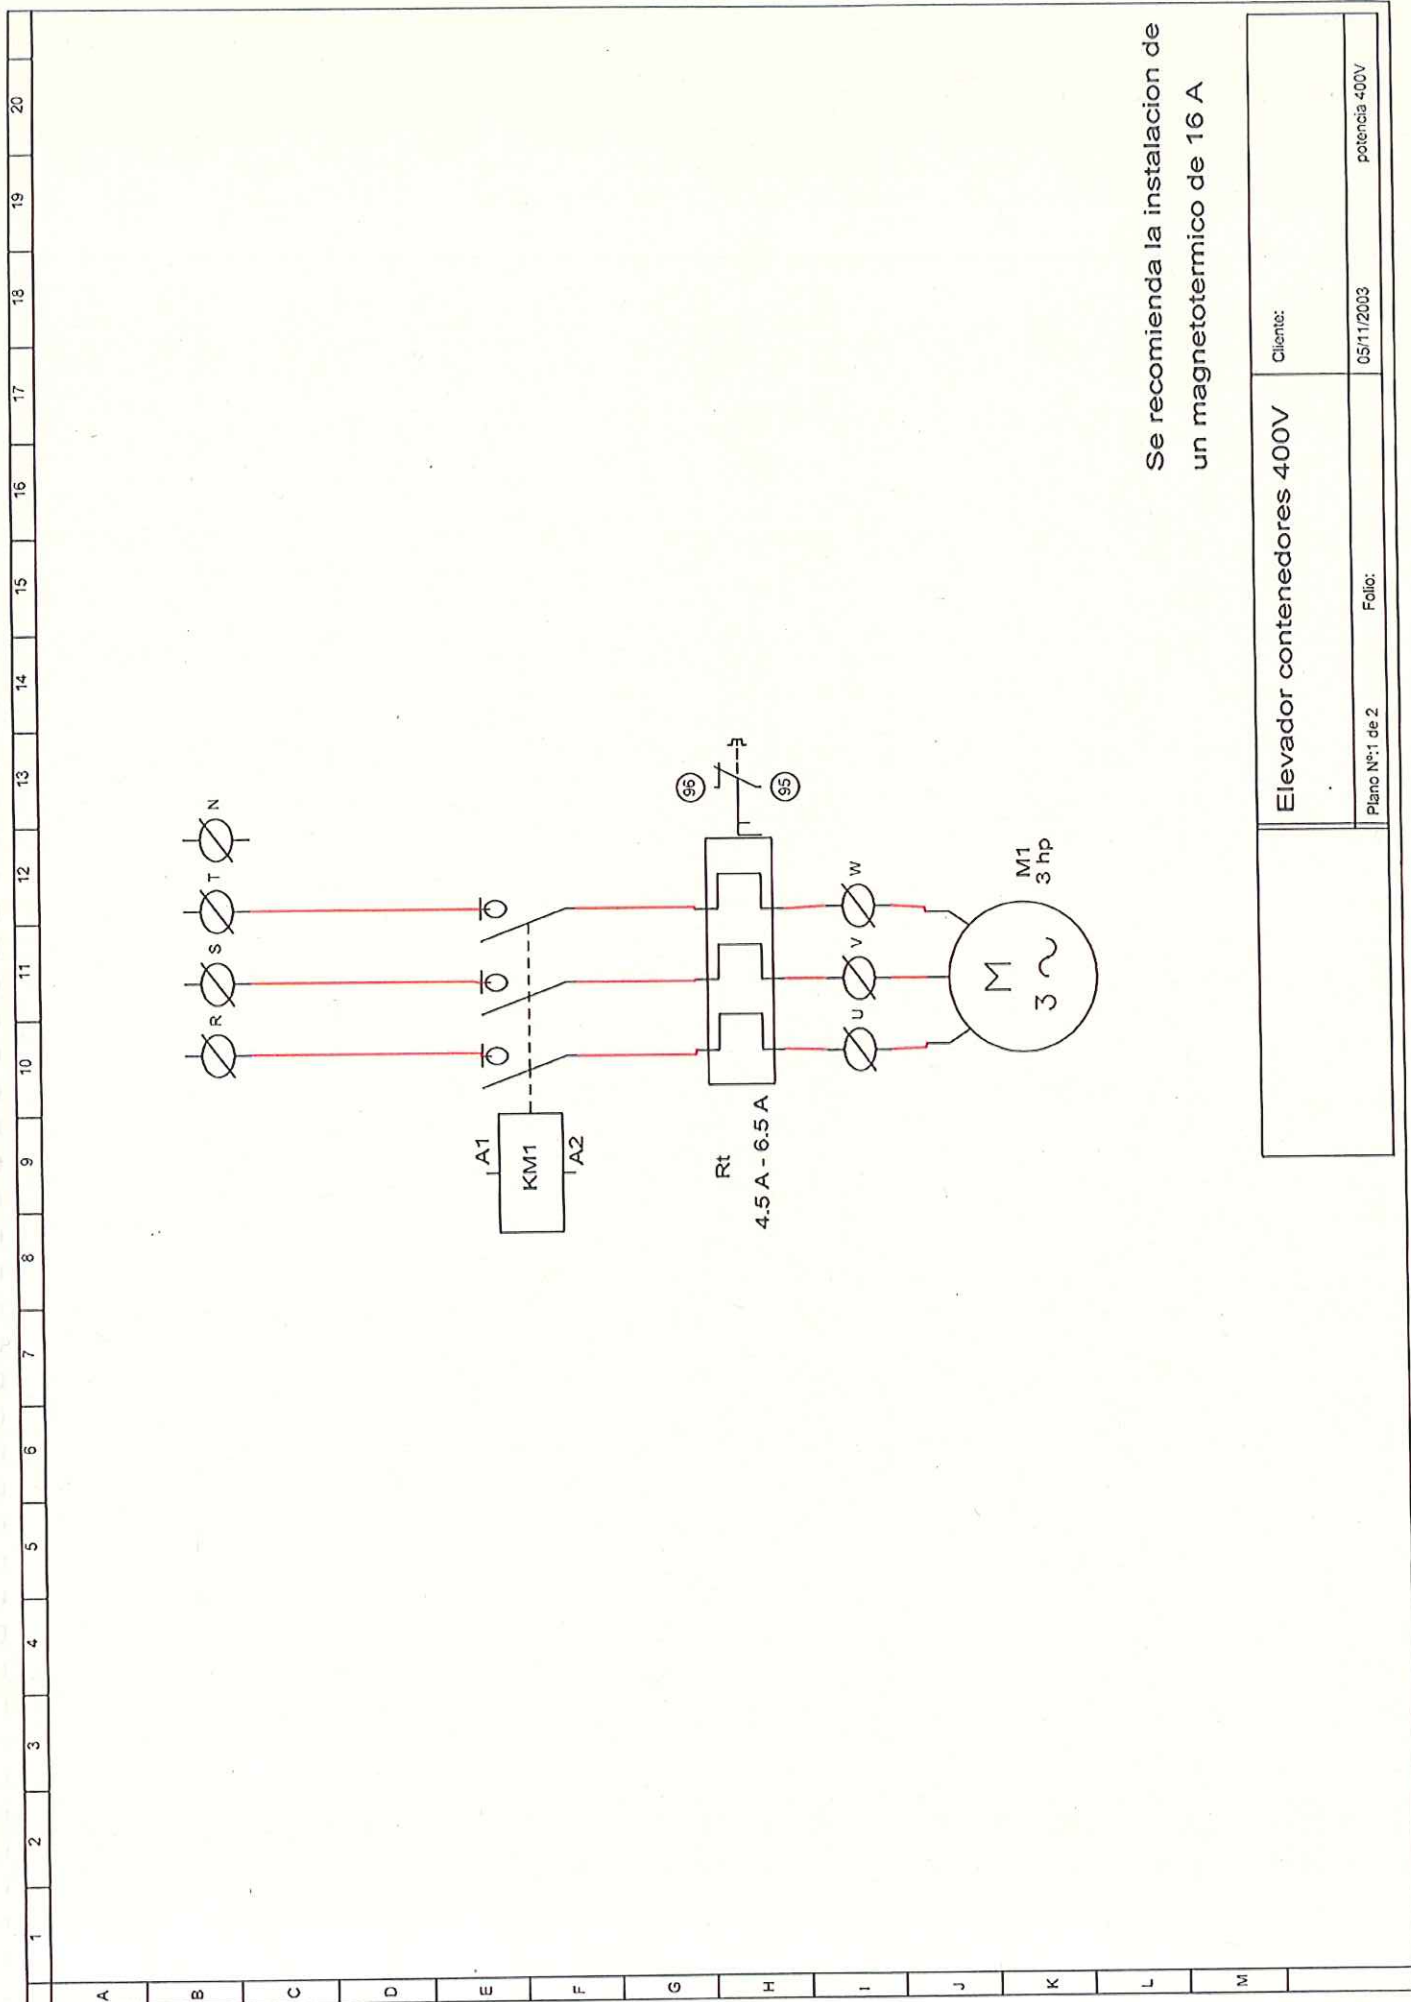 1 2 3 4 5 6 7 8 9 10 11 12 13 14 15 16 17 18 19 20
A
B
C
D
E
F
G
H
I
J
K
L
M
R S T N
A1
KM1
A2
Rt
4.5 A - 6.5 A
96
95
U V W
M
3 ~
M1
3 hp
Se recomienda la instalacion de
un magnetotermico de 16 A
Elevador contenedores 400V
Cliente:
Plano Nº:1 de 2 Folio: 05/11/2003 potencia 400V